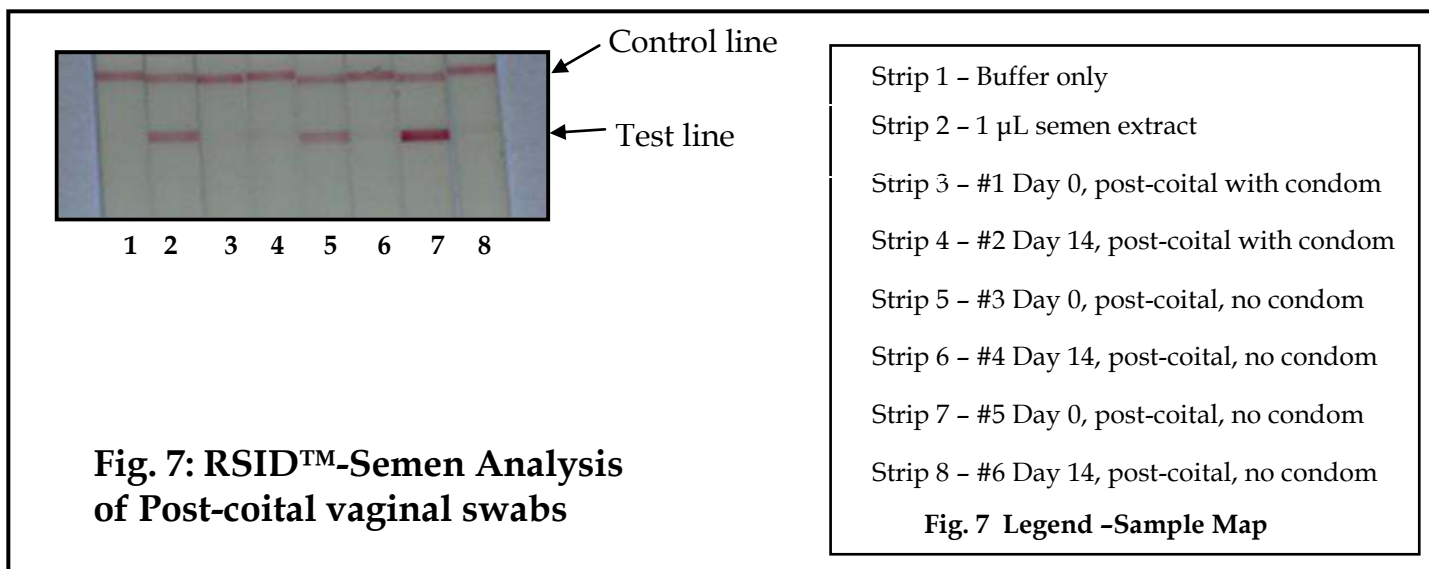 Control line
Test line
1 2 3 4 5 6 7 8
Fig. 7: RSID™-Semen Analysis
of Post-coital vaginal swabs
Strip 1 – Buffer only
Strip 2 – 1 µL semen extract
Strip 3 – #1 Day 0, post-coital with condom
Strip 4 – #2 Day 14, post-coital with condom
Strip 5 – #3 Day 0, post-coital, no condom
Strip 6 – #4 Day 14, post-coital, no condom
Strip 7 – #5 Day 0, post-coital, no condom
Strip 8 – #6 Day 14, post-coital, no condom
Fig. 7 Legend –Sample Map